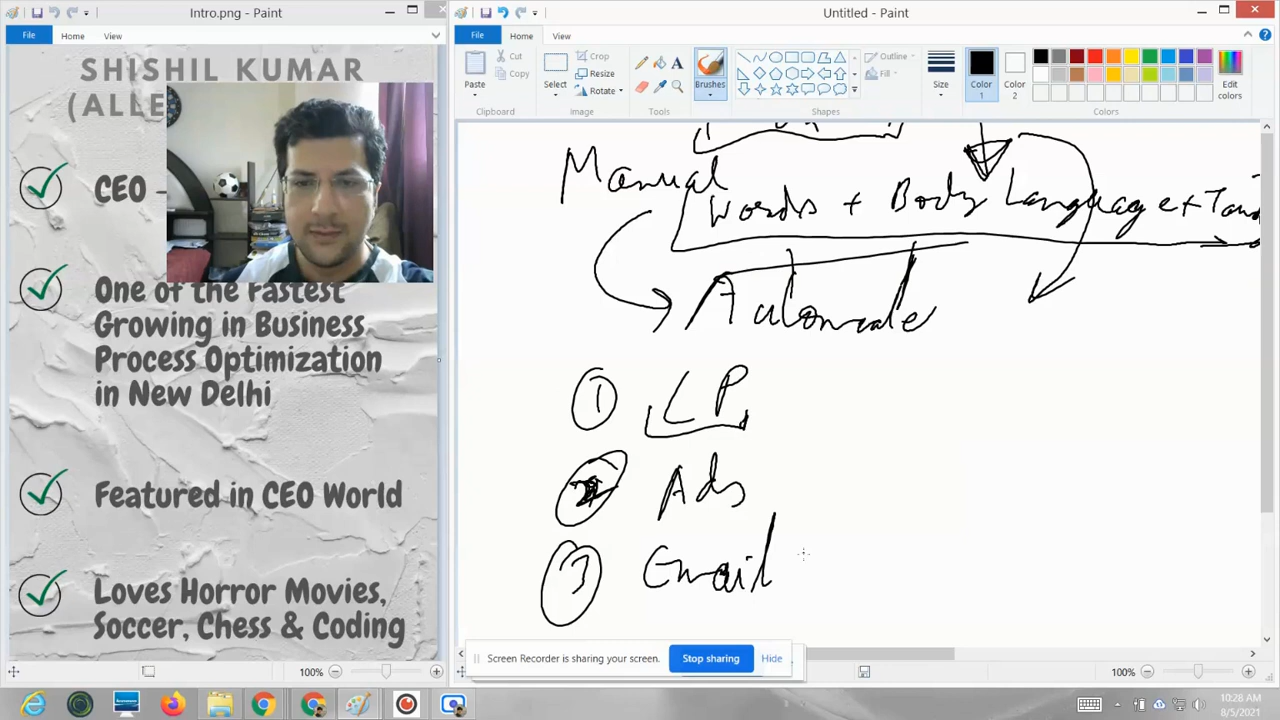 Intro.png - Paint
File
Home
View
SHISHIL KUMAR
(ALLE
CEO -
One of the Fastest
Growing in Business
Process Optimization
in New Delhi
Featured in CEO World
Loves Horror Movies,
Soccer, Chess & Coding
100%
Untitled - Paint
File
Home
View
Paste
Cut
Copy
Clipboard
Select
Crop
Resize
Rotate
Image
Tools
Brushes
Shapes
Outline
Fill
Size
Color
1
Color
2
Edit
colors
Colors
Manual
Words + Body Language +
Automate
1 LP
Ads
3 Email
Screen Recorder is sharing your screen.
Stop sharing
Hide
100%
10:28 AM
8/5/2021